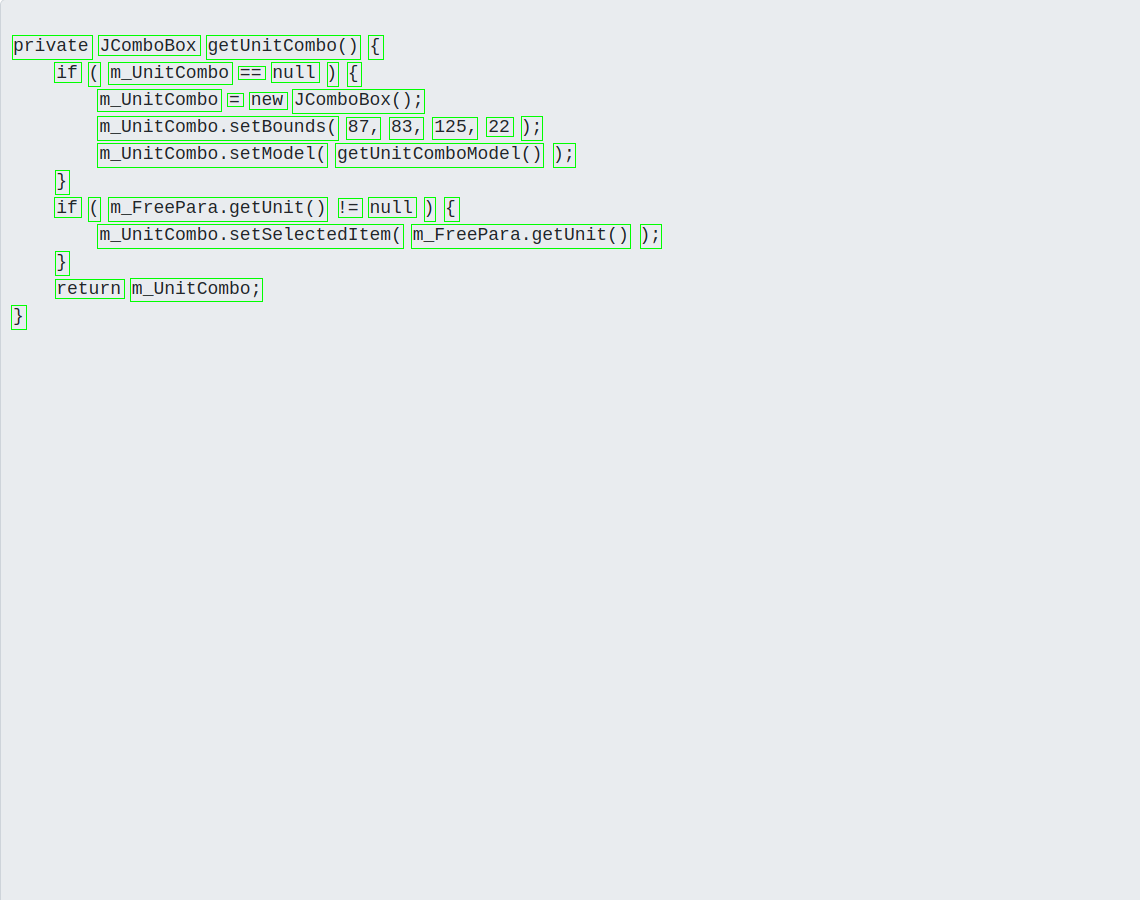 private JComboBox getUnitCombo() {
    if ( m_UnitCombo == null ) {
        m_UnitCombo = new JComboBox();
        m_UnitCombo.setBounds( 87, 83, 125, 22 );
        m_UnitCombo.setModel( getUnitComboModel() );
    }
    if ( m_FreePara.getUnit() != null ) {
        m_UnitCombo.setSelectedItem( m_FreePara.getUnit() );
    }
    return m_UnitCombo;
}